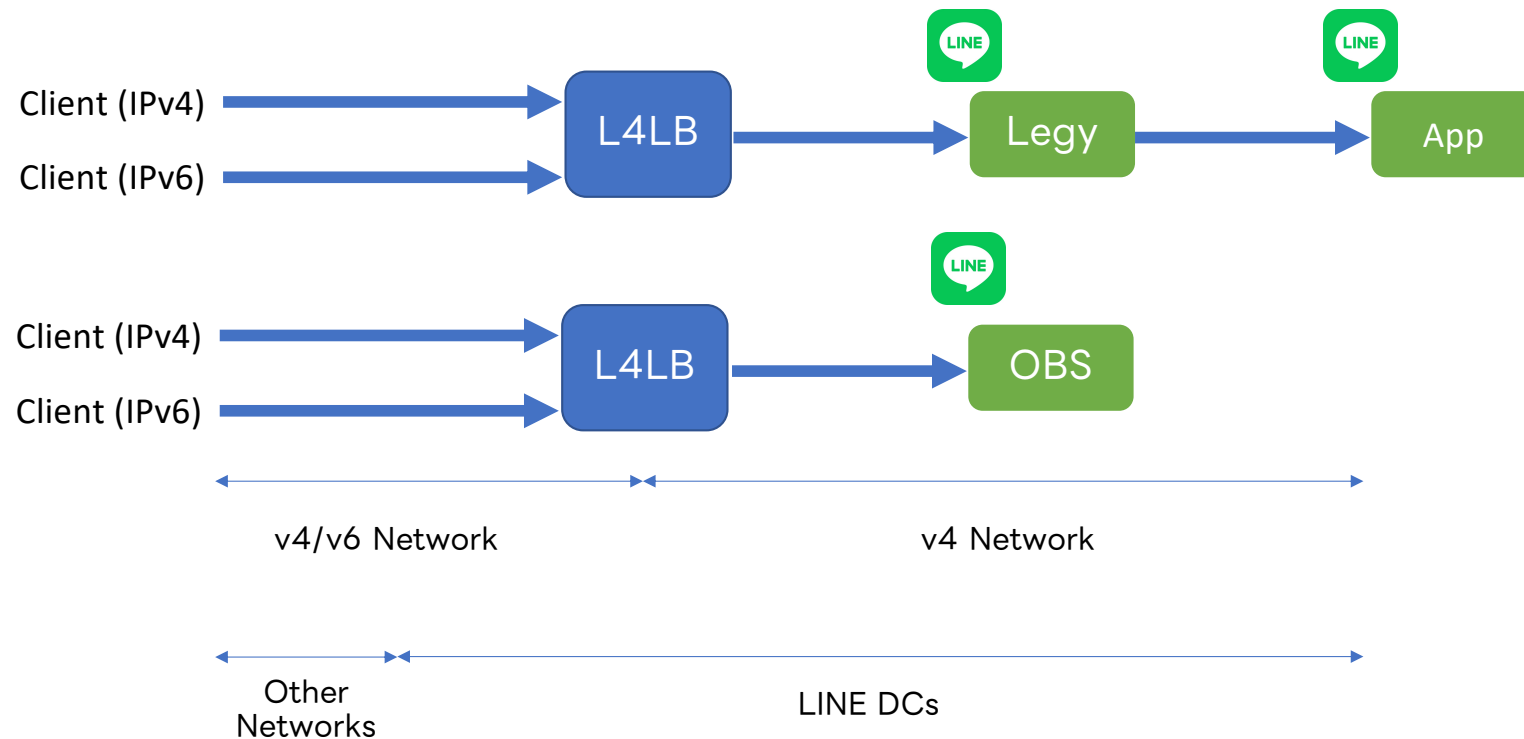 LINE
LINE
Client (IPv4)
L4LB
Legy
App
Client (IPv6)
LINE
Client (IPv4)
L4LB
OBS
Client (IPv6)
v4/v6 Network
v4 Network
Other
Networks
LINE DCs